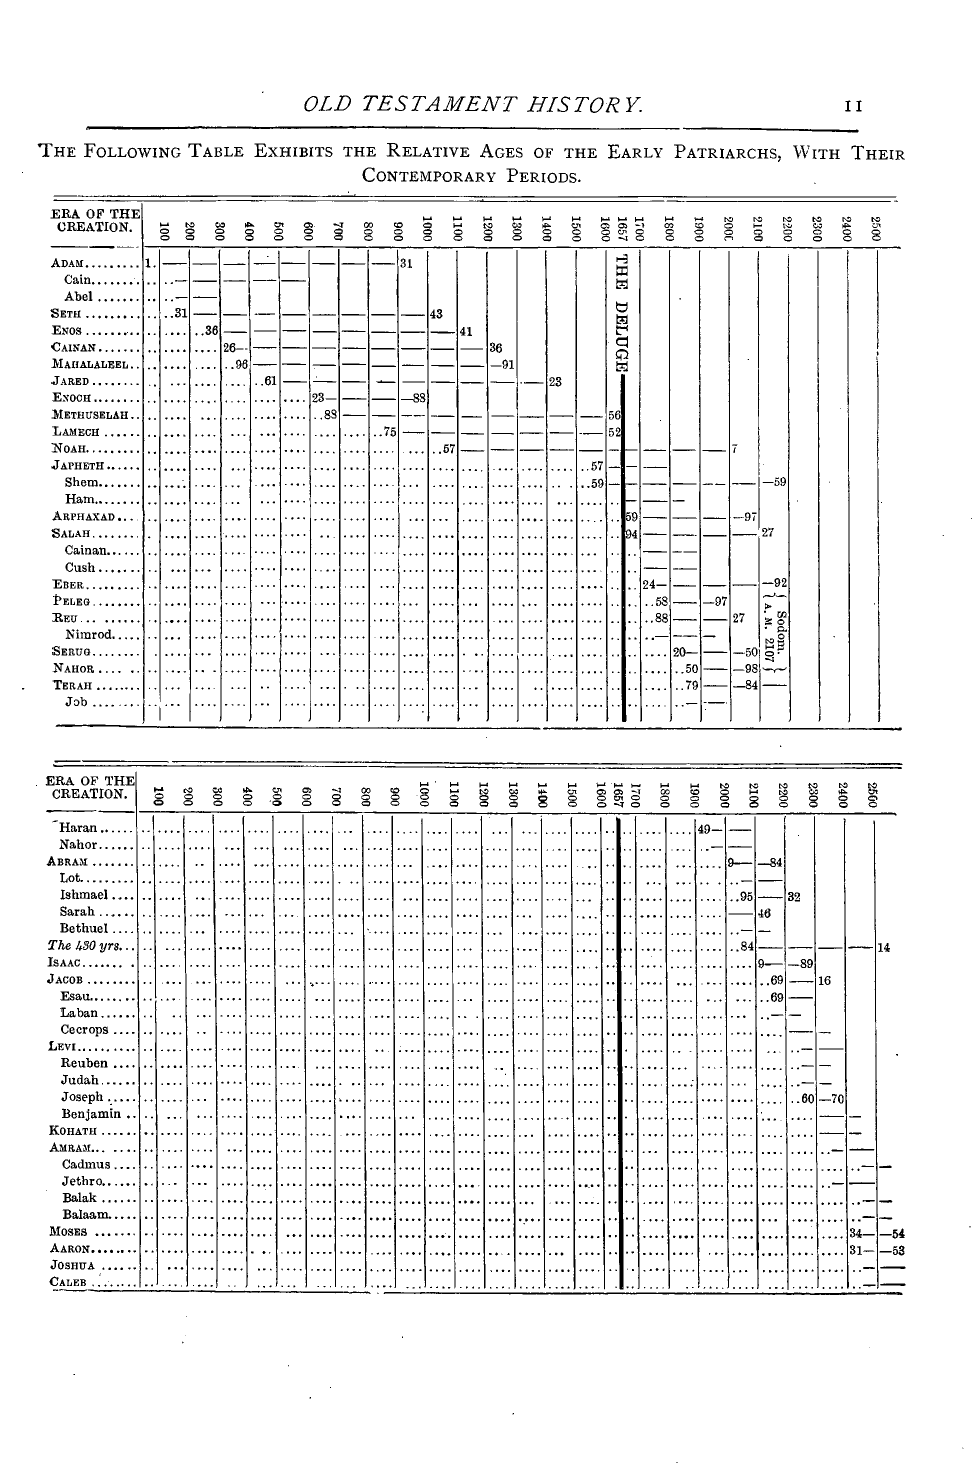 OLD TESTAMENT HISTORY. 11
THE FOLLOWING TABLE EXHIBITS THE RELATIVE AGES OF THE EARLY PATRIARCHS, WITH THEIR
CONTEMPORARY PERIODS.
ERA OF THE
CREATION. 100 200 300 400 500 600 700 800 900 1000 1100 1200 1300 1400 1500 1600 1657 1700 1800 1900 2000 2100 2200 2300 2400 2500
THE DELUGE
ADAM......... 1. — 31
Cain........
Abel .......
SETH ......... 31 — 43
ENOS ......... 36 — 41
CAINAN....... 26 — 36
MAHALALEEL.. 96 — 91
JARED ........ 61 — 23
ENOCH........ 23 — 88
METHUSELAH.. 88 — 56
LAMECH ...... 75 — 52
NOAH......... 57 — 7
JAPHETH ...... 57 —
Shem....... 59 — 59
Ham........
ARPHAXAD... 59 — 97
SALAH........ 94 — 27
Cainan......
Cush .......
EBER......... 24 — 92
PELEG........ 58 — 97
REU... ...... 88 — 27
Nimrod.....
SERUG........ 20 — 50
NAHOR .... .. 50 — 98
TERAH ........ 79 — 84 —
Job ........
Sodom.
A. M. 2107
ERA OF THE
CREATION. 100 200 300 400 500 600 700 800 900 1000 1100 1200 1300 1400 1500 1600 1657 1700 1800 1900 2000 2100 2200 2300 2400 2500
Haran ...... 49 —
Nahor......
ABRAM ....... 9 — 84
Lot.........
Ishmael .... 95 — 32
Sarah ...... — 46
Bethuel ....
The 430 yrs... 84 — 14
ISAAC....... . 9 — 89
JACOB ........ 69 — 16
Esau....... 69 —
Laban ......
Cecrops ....
LEVI..........
Reuben ....
Judah......
Joseph ..... 60 — 70
Benjamin ..
KOHATH ......
AMRAM... ....
Cadmus ....
Jethro......
Balak ......
Balaam.....
MOSES ....... 34 — 54
AARON........ 31 — 53
JOSHUA ......
CALEB ........